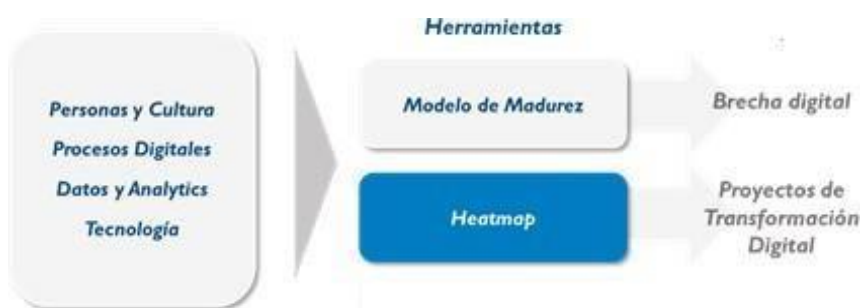 Herramientas
Personas y Cultura
Procesos Digitales
Datos y Analytics
Tecnología
Modelo de Madurez
Brecha digital
Heatmap
Proyectos de
Transformación
Digital